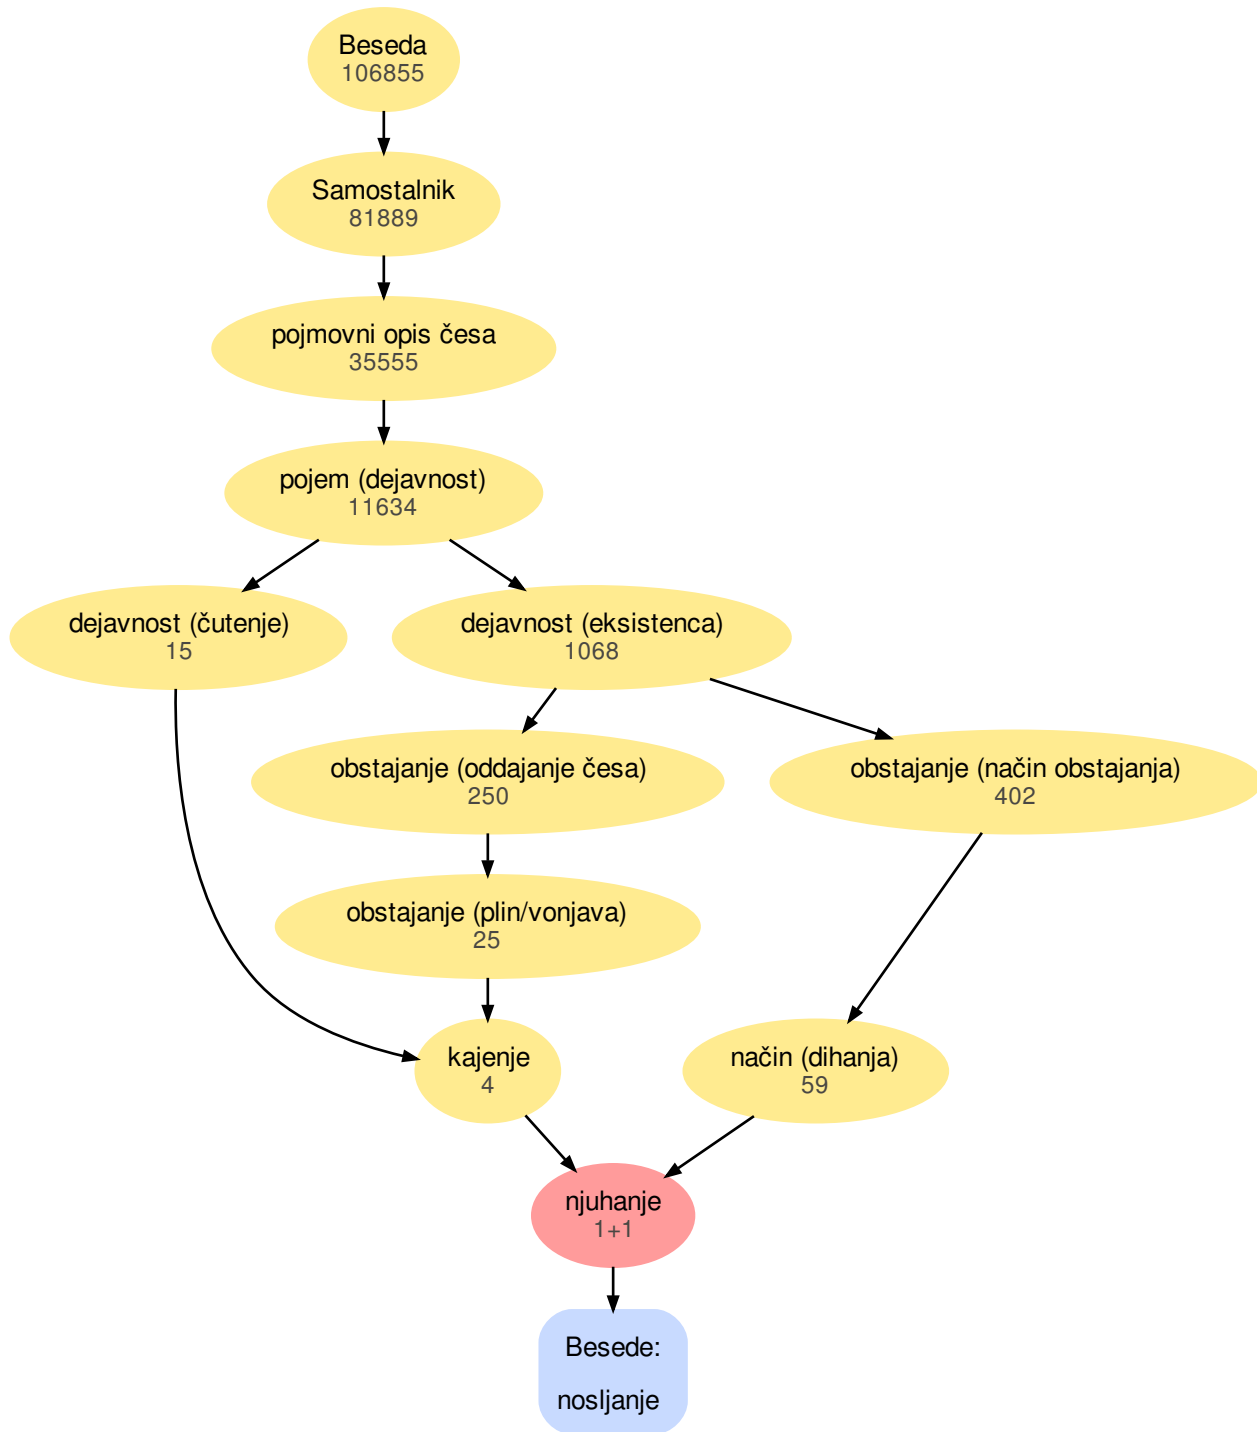 Beseda
106855
Samostalnik
81889
pojmovni opis česa
35555
pojem (dejavnost)
11634
dejavnost (čutenje)
15
dejavnost (eksistenca)
1068
obstajanje (oddajanje česa)
250
obstajanje (način obstajanja)
402
obstajanje (plin/vonjava)
25
kajenje
4
način (dihanja)
59
njuhanje
1+1
Besede:
nosljanje